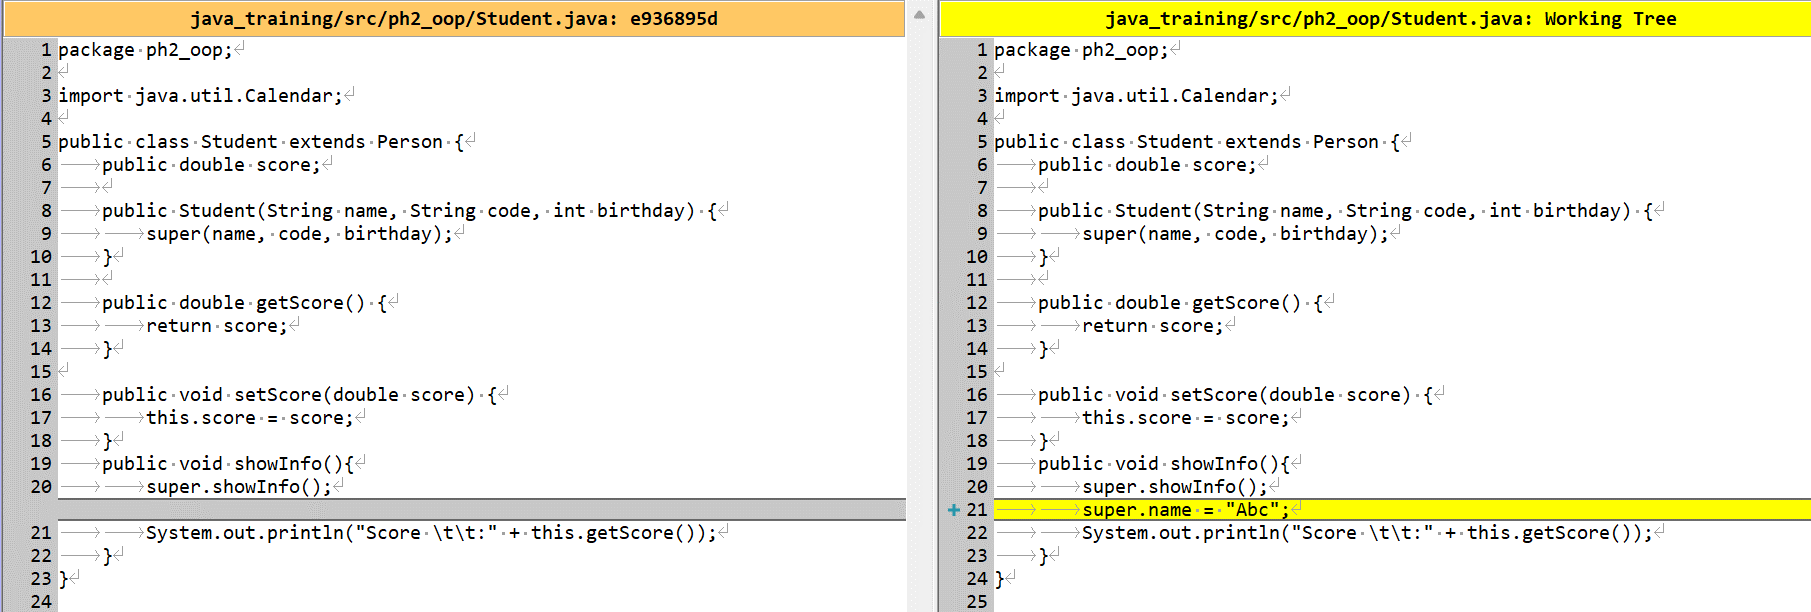 java_training/src/ph2_oop/Student.java: e936895d
1 package ph2_oop;
2
3 import java.util.Calendar;
4
5 public class Student extends Person {
6 public double score;
7
8 public Student(String name, String code, int birthday) {
9 super(name, code, birthday);
10 }
11
12 public double getScore() {
13 return score;
14 }
15
16 public void setScore(double score) {
17 this.score = score;
18 }
19 public void showInfo(){
20 super.showInfo();
21 System.out.println("Score \t\t:" + this.getScore());
22 }
23 }
24
java_training/src/ph2_oop/Student.java: Working Tree
1 package ph2_oop;
2
3 import java.util.Calendar;
4
5 public class Student extends Person {
6 public double score;
7
8 public Student(String name, String code, int birthday) {
9 super(name, code, birthday);
10 }
11
12 public double getScore() {
13 return score;
14 }
15
16 public void setScore(double score) {
17 this.score = score;
18 }
19 public void showInfo(){
20 super.showInfo();
+ 21 super.name = "Abc";
22 System.out.println("Score \t\t:" + this.getScore());
23 }
24 }
25